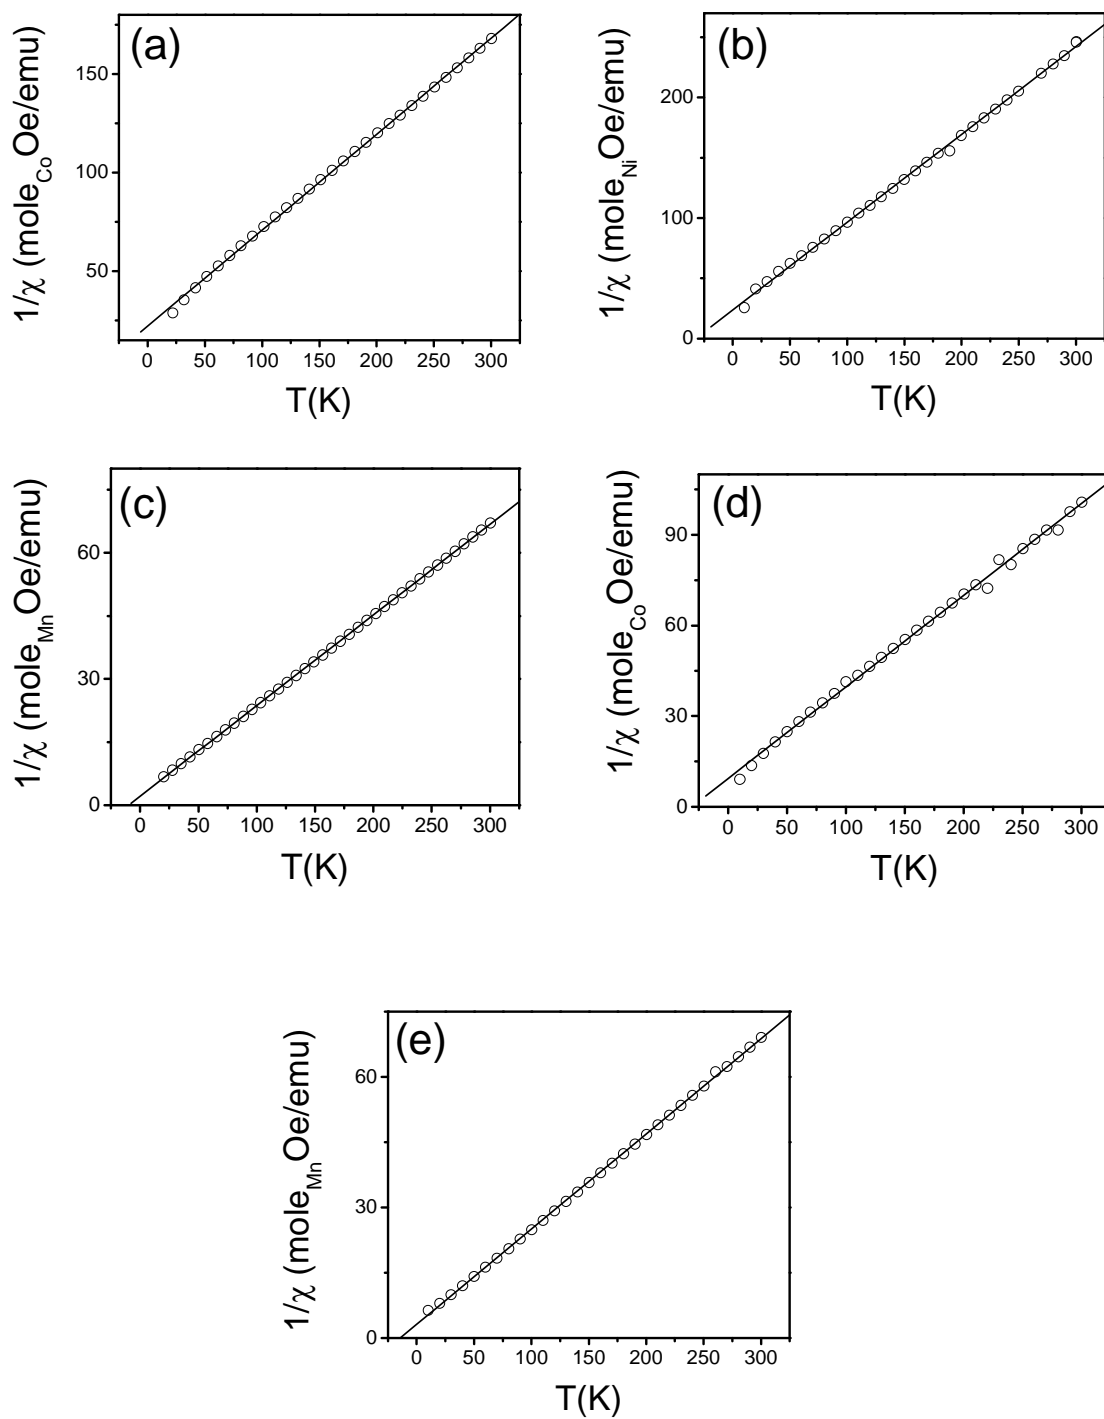 (a)
1/χ (mole_Co Oe/emu)
150
100
50
0 50 100 150 200 250 300
T(K)
(b)
1/χ (mole_Ni Oe/emu)
200
100
0
0 50 100 150 200 250 300
T(K)
(c)
1/χ (mole_Mn Oe/emu)
60
30
0
0 50 100 150 200 250 300
T(K)
(d)
1/χ (mole_Co Oe/emu)
90
60
30
0
0 50 100 150 200 250 300
T(K)
(e)
1/χ (mole_Mn Oe/emu)
60
30
0
0 50 100 150 200 250 300
T(K)